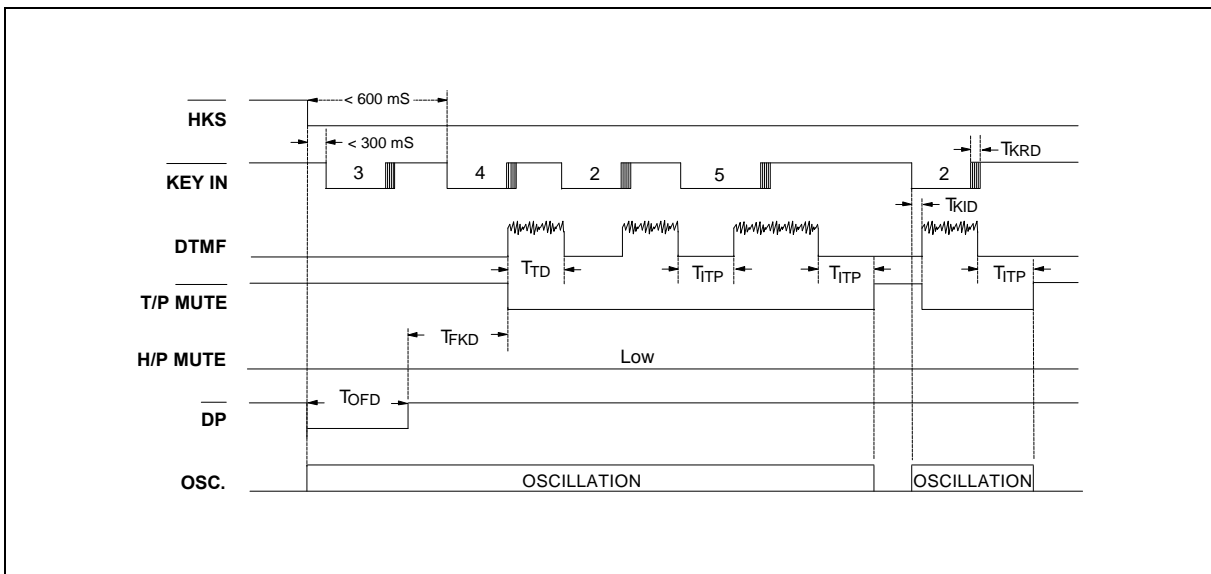 < 600 mS
HKS
< 300 mS
TKRD
KEY IN
3
4
2
5
2
TKID
DTMF
TTD
TITP
TITP
TITP
T/P MUTE
TFKD
H/P MUTE
Low
TOFD
DP
OSC.
OSCILLATION
OSCILLATION